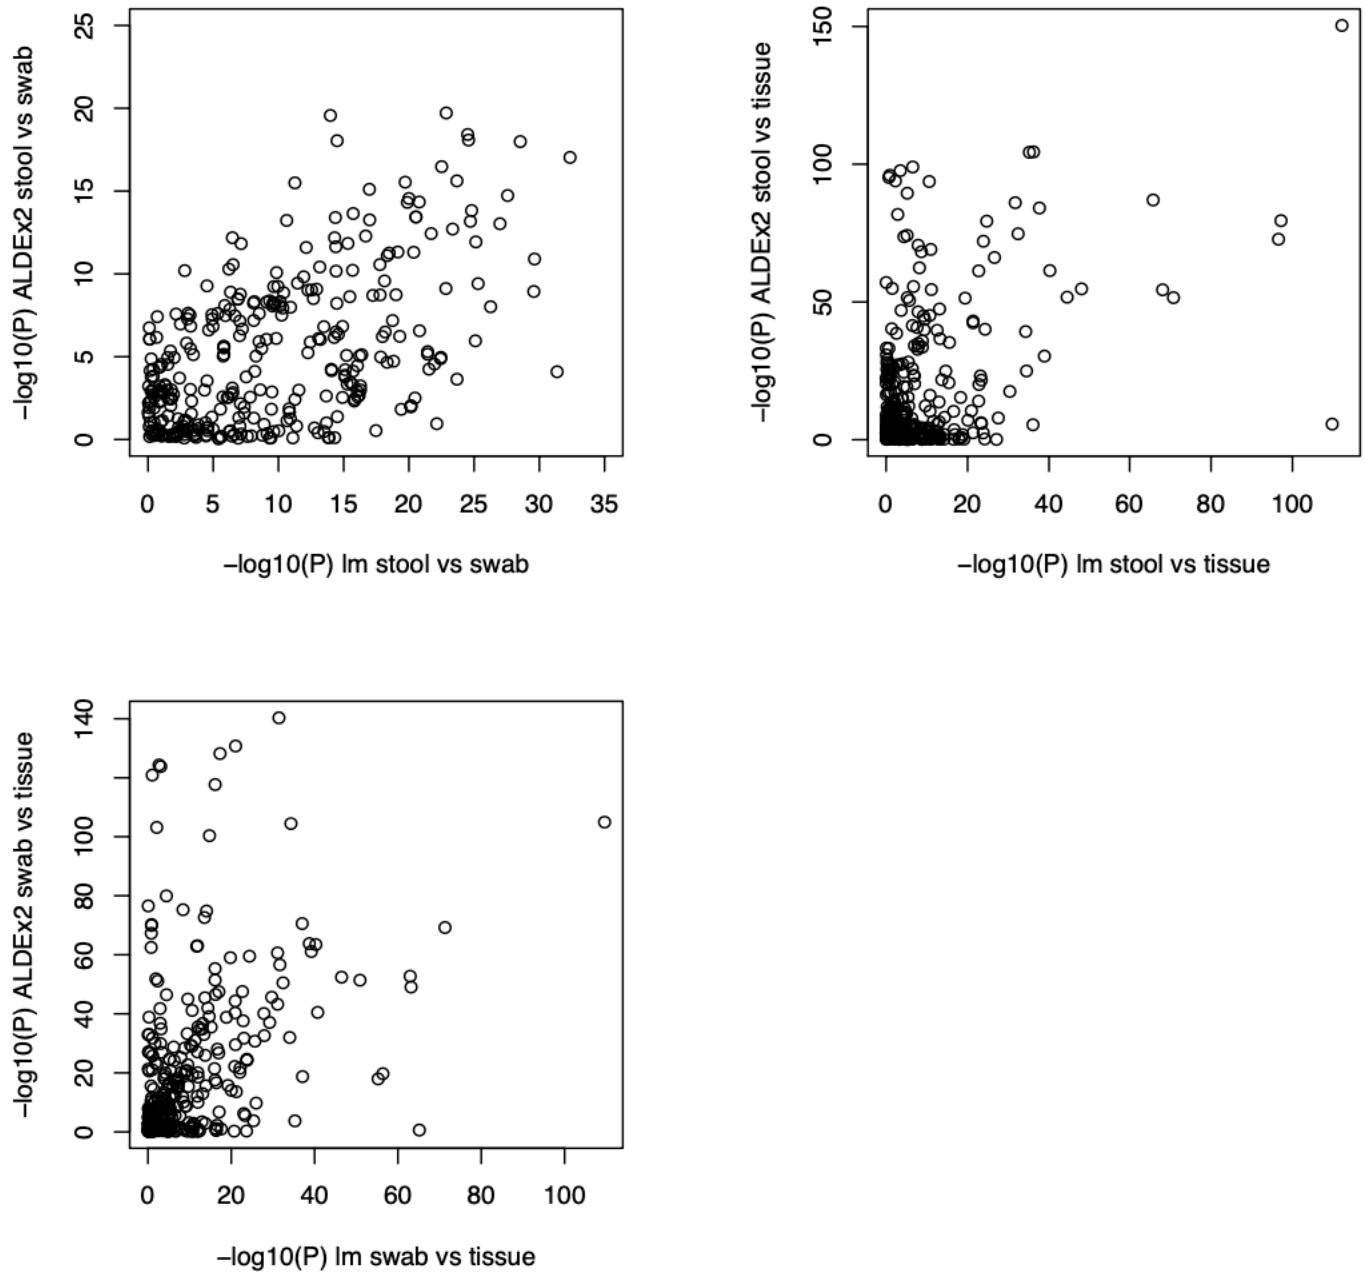 25
20
15
10
5
0
–log10(P) ALDEx2 stool vs swab
0 5 10 15 20 25 30 35
–log10(P) lm stool vs swab
150
100
50
0
–log10(P) ALDEx2 stool vs tissue
0 20 40 60 80 100
–log10(P) lm stool vs tissue
140
100
80
60
40
20
0
–log10(P) ALDEx2 swab vs tissue
0 20 40 60 80 100
–log10(P) lm swab vs tissue